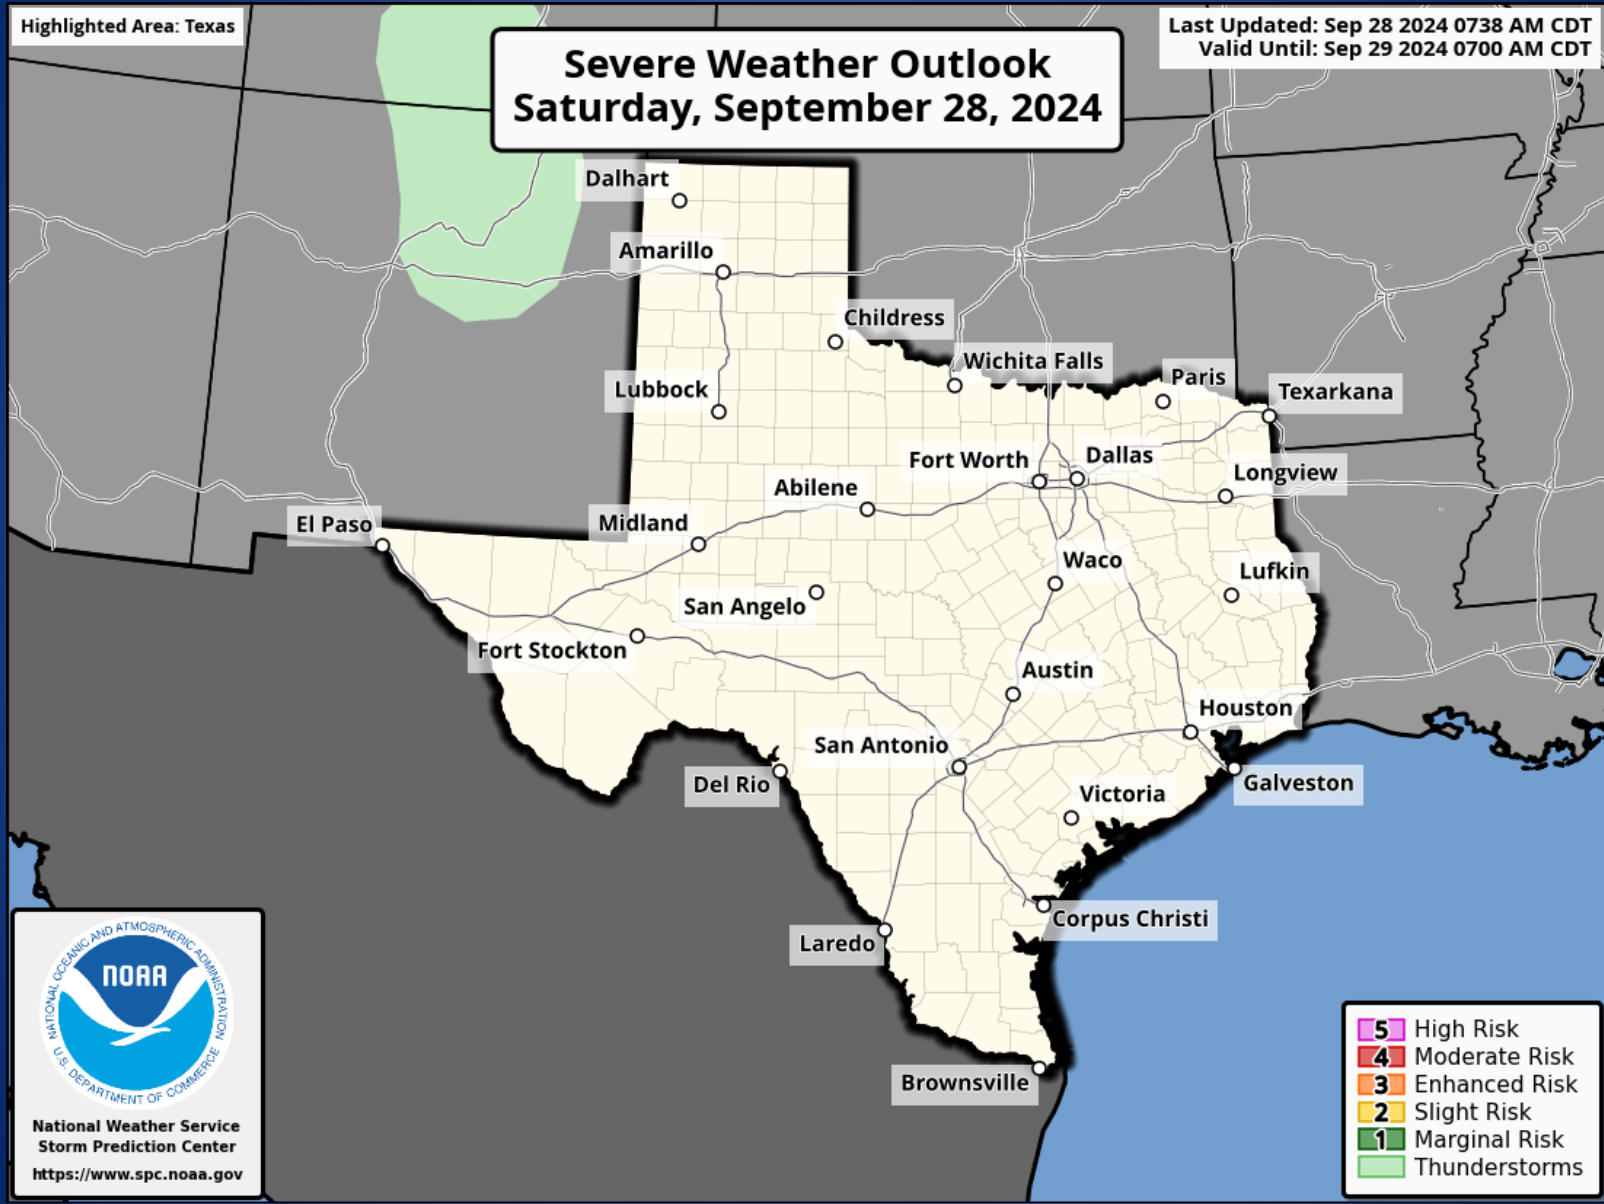 Highlighted Area: Texas
Severe Weather Outlook
Saturday, September 28, 2024
Last Updated: Sep 28 2024 0738 AM CDT
Valid Until: Sep 29 2024 0700 AM CDT
Dalhart
Amarillo
Childress
Wichita Falls
Paris
Texarkana
Lubbock
Fort Worth
Dallas
Longview
Abilene
El Paso
Midland
Waco
Lufkin
San Angelo
Fort Stockton
Austin
Houston
San Antonio
Del Rio
Galveston
Victoria
Corpus Christi
Laredo
Brownsville
NATIONAL OCEANIC AND ATMOSPHERIC ADMINISTRATION
NOAA
U.S. DEPARTMENT OF COMMERCE
National Weather Service
Storm Prediction Center
https://www.spc.noaa.gov
5 High Risk
4 Moderate Risk
3 Enhanced Risk
2 Slight Risk
1 Marginal Risk
Thunderstorms